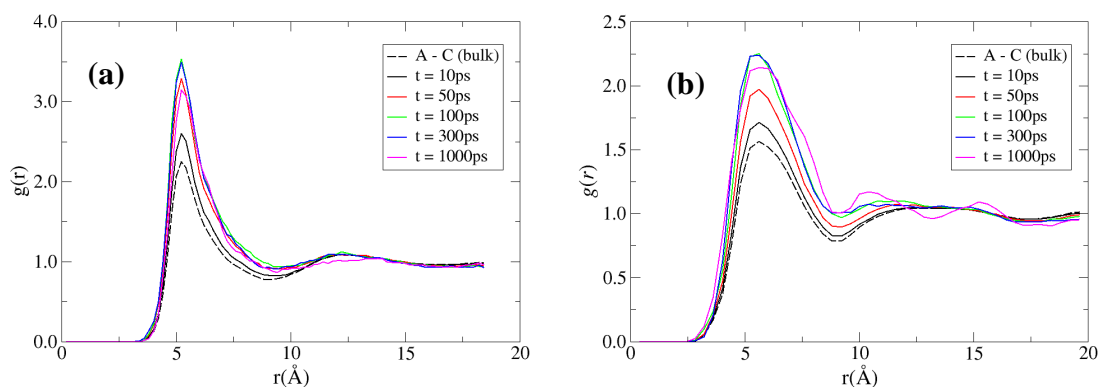 4.0
3.0
2.0
1.0
0.0
g(r)
(a)
A - C (bulk)
t = 10ps
t = 50ps
t = 100ps
t = 300ps
t = 1000ps
0
5
10
15
20
r(Å)
2.5
2.0
1.5
1.0
0.5
0.0
g(r)
(b)
A - C (bulk)
t = 10ps
t = 50ps
t = 100ps
t = 300ps
t = 1000ps
0
5
10
15
20
r(Å)